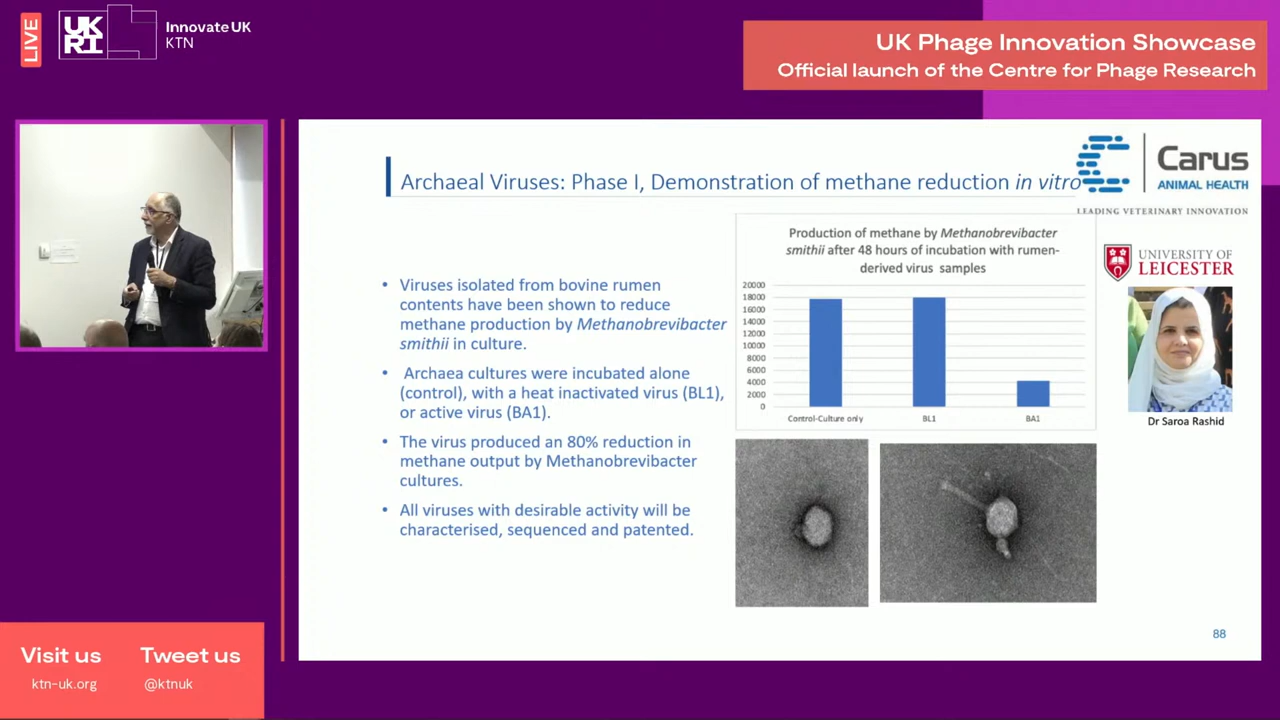 LIVE
UK
RI
Innovate UK
KTN
UK Phage Innovation Showcase
Official launch of the Centre for Phage Research
Archaeal Viruses: Phase I, Demonstration of methane reduction in vitro
Carus
ANIMAL HEALTH
LEADING VETERINARY INNOVATION
• Viruses isolated from bovine rumen
contents have been shown to reduce
methane production by Methanobrevibacter
smithii in culture.
• Archaea cultures were incubated alone
(control), with a heat inactivated virus (BL1),
or active virus (BA1).
• The virus produced an 80% reduction in
methane output by Methanobrevibacter
cultures.
• All viruses with desirable activity will be
characterised, sequenced and patented.
Production of methane by Methanobrevibacter
smithii after 48 hours of incubation with rumen-
derived virus samples
20000
18000
16000
14000
12000
10000
8000
6000
4000
2000
0
Control-Culture only BL1 BA1
UNIVERSITY OF
LEICESTER
Dr Saroa Rashid
88
Visit us
ktn-uk.org
Tweet us
@ktnuk